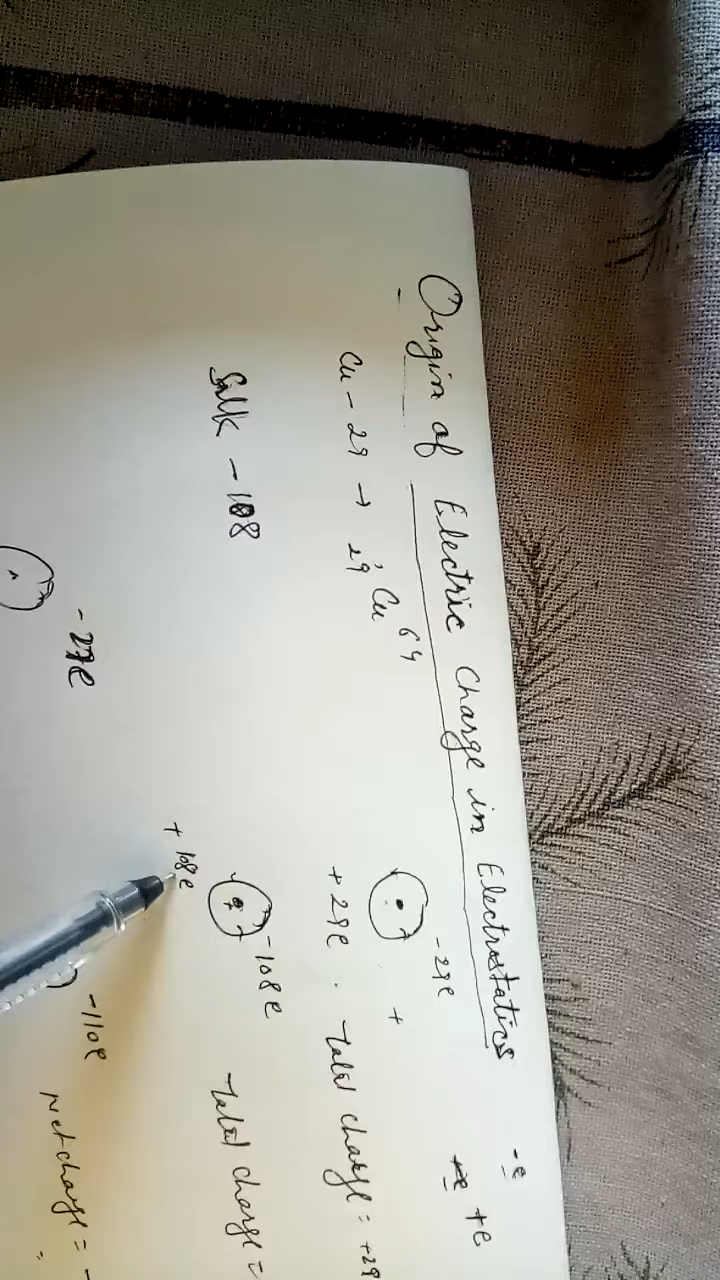 Origin of Electric Charge in Electrostatics
-e
+e +e
Cu - 29 → 29 Cu 64
-29e
+
+29e . Total charge = +29
Silk - 108
-108e
+108e
Total charge =
-27e
-110e
Net charge = -
=